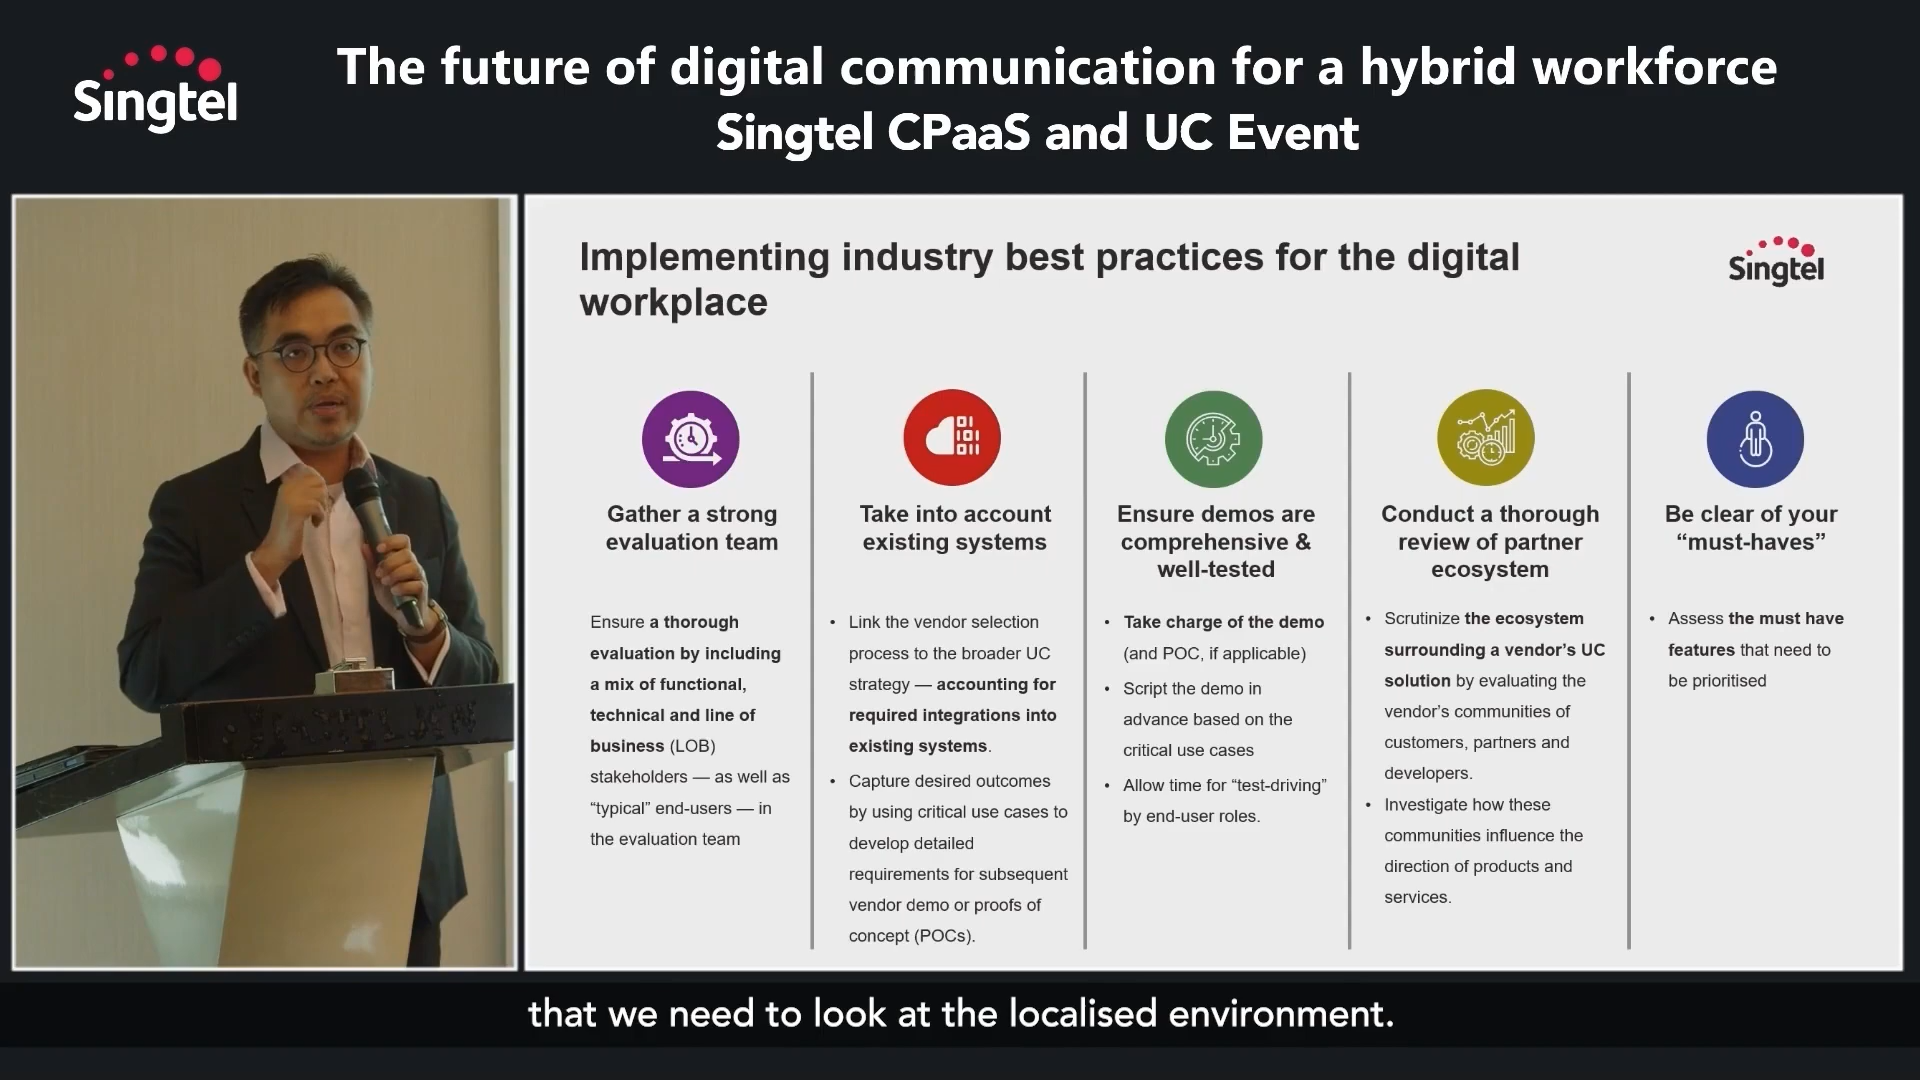 Singtel
The future of digital communication for a hybrid workforce
Singtel CPaaS and UC Event
Implementing industry best practices for the digital
workplace
Singtel
Gather a strong
evaluation team
Ensure a thorough
evaluation by including
a mix of functional,
technical and line of
business (LOB)
stakeholders — as well as
“typical” end-users — in
the evaluation team
Take into account
existing systems
• Link the vendor selection
process to the broader UC
strategy — accounting for
required integrations into
existing systems.
• Capture desired outcomes
by using critical use cases to
develop detailed
requirements for subsequent
vendor demo or proofs of
concept (POCs).
Ensure demos are
comprehensive &
well-tested
• Take charge of the demo
(and POC, if applicable)
• Script the demo in
advance based on the
critical use cases
• Allow time for “test-driving”
by end-user roles.
Conduct a thorough
review of partner
ecosystem
• Scrutinize the ecosystem
surrounding a vendor’s UC
solution by evaluating the
vendor’s communities of
customers, partners and
developers.
• Investigate how these
communities influence the
direction of products and
services.
Be clear of your
“must-haves”
• Assess the must have
features that need to
be prioritised
that we need to look at the localised environment.